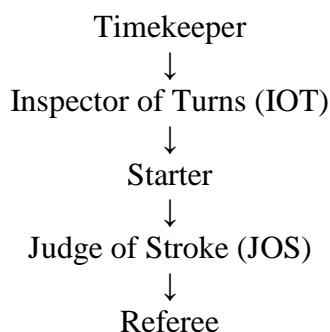 Timekeeper
↓
Inspector of Turns (IOT)
↓
Starter
↓
Judge of Stroke (JOS)
↓
Referee